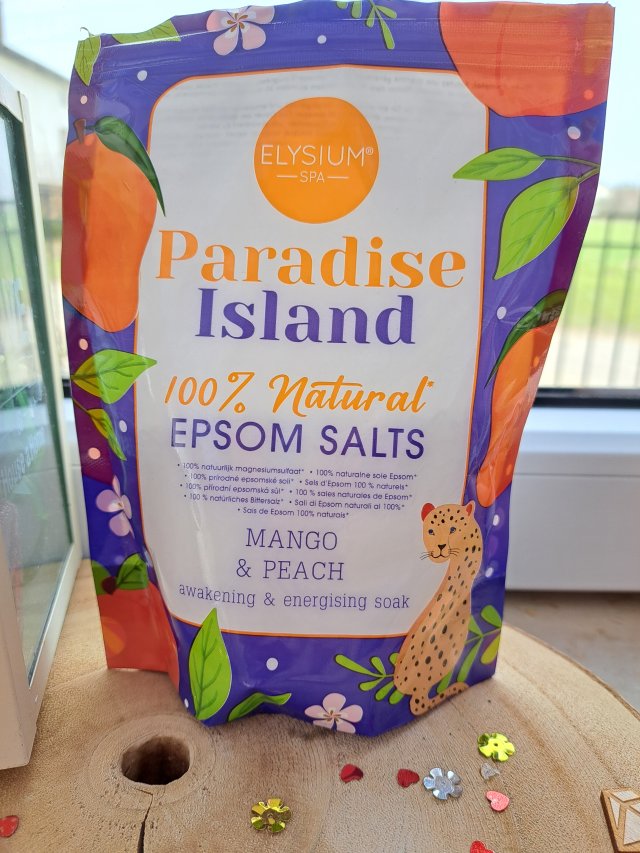 ELYSIUM®
SPA
Paradise
Island
100% Natural*
EPSOM SALTS
• 100% natuurlijk magnesiumsulfaat* • 100% naturalne sole Epsom*
• 100% prírodné epsomské soli* • Sels d'Epsom 100 % naturels*
• 100% přírodní epsomská sůl* • 100 % sales naturales de Epsom*
• 100 % natürliches Bittersalz* • Sali di Epsom naturali al 100%*
• Sais de Epsom 100% naturais*
MANGO
& PEACH
awakening & energising soak